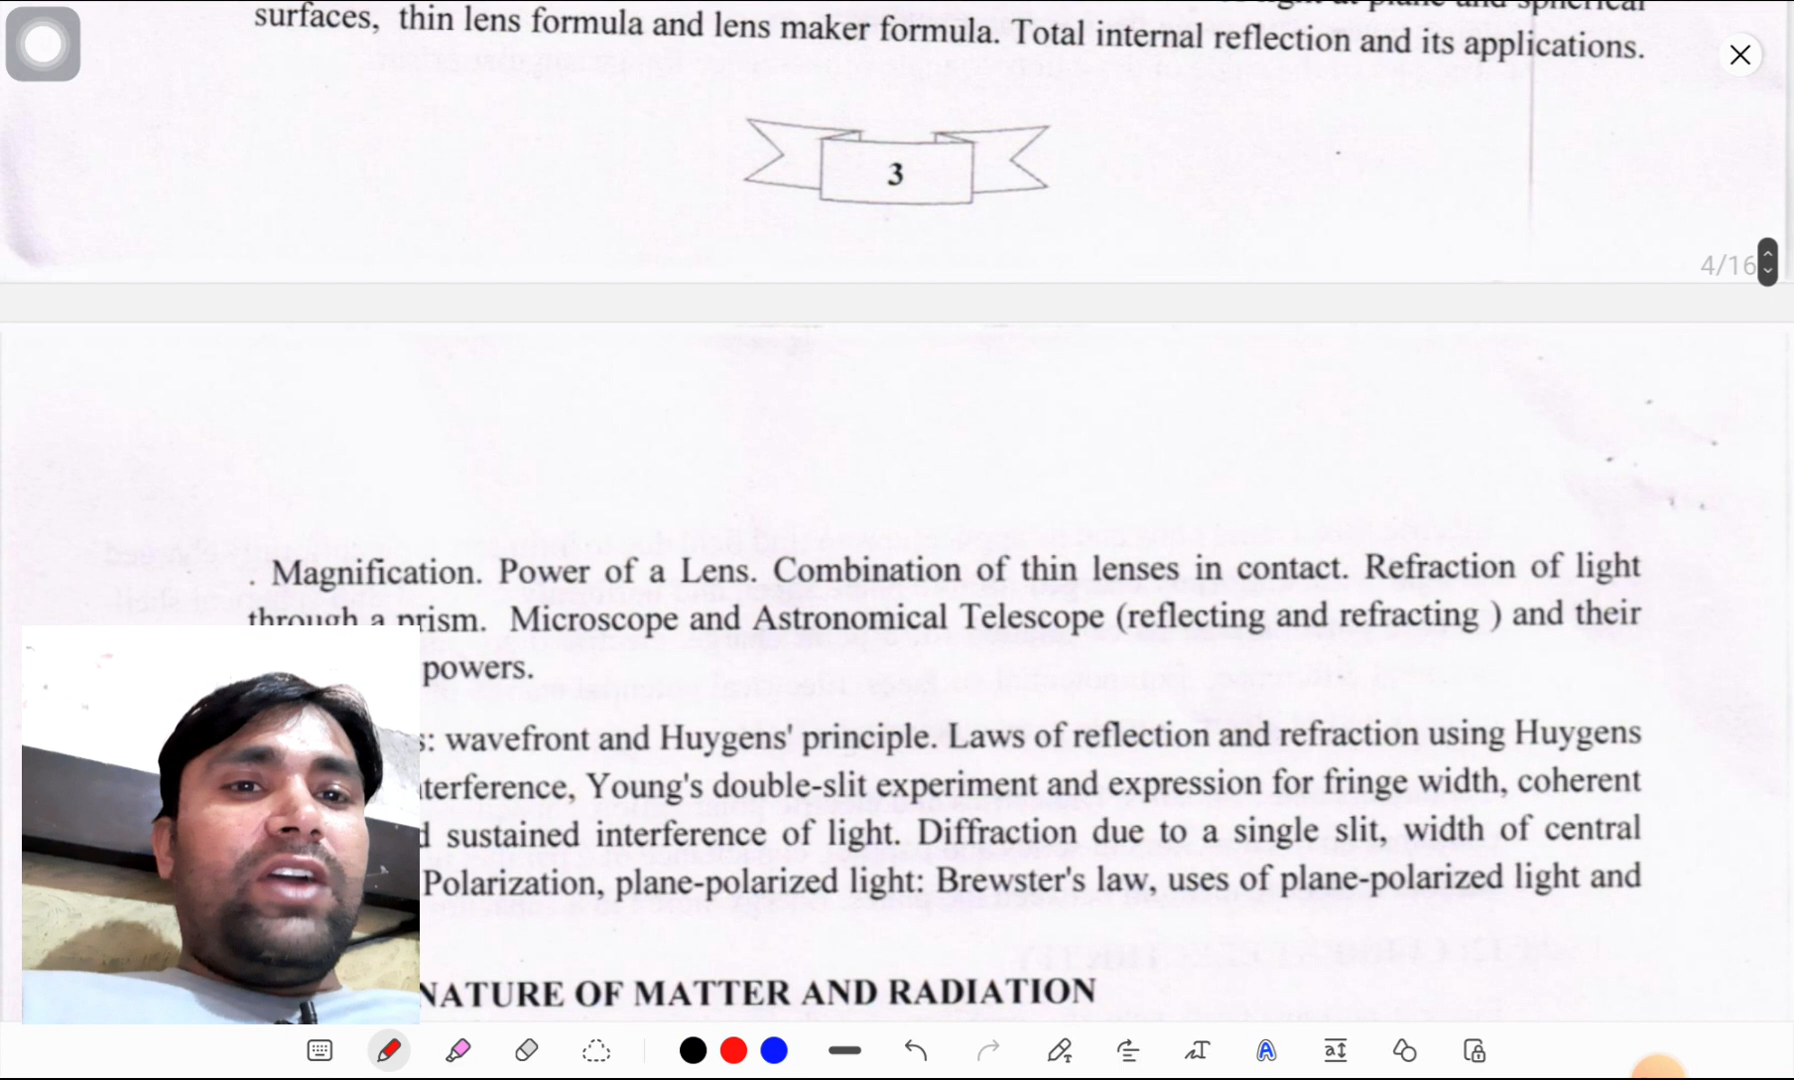 surfaces, thin lens formula and lens maker formula. Total internal reflection and its applications.
3
4/16
. Magnification. Power of a Lens. Combination of thin lenses in contact. Refraction of light
through a prism. Microscope and Astronomical Telescope (reflecting and refracting ) and their
powers.
: wavefront and Huygens' principle. Laws of reflection and refraction using Huygens
terference, Young's double-slit experiment and expression for fringe width, coherent
sustained interference of light. Diffraction due to a single slit, width of central
Polarization, plane-polarized light: Brewster's law, uses of plane-polarized light and
NATURE OF MATTER AND RADIATION